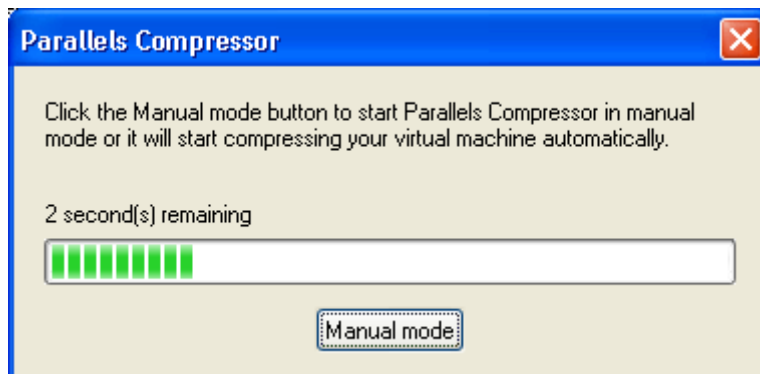 Parallels Compressor
Click the Manual mode button to start Parallels Compressor in manual
mode or it will start compressing your virtual machine automatically.
2 second(s) remaining
Manual mode